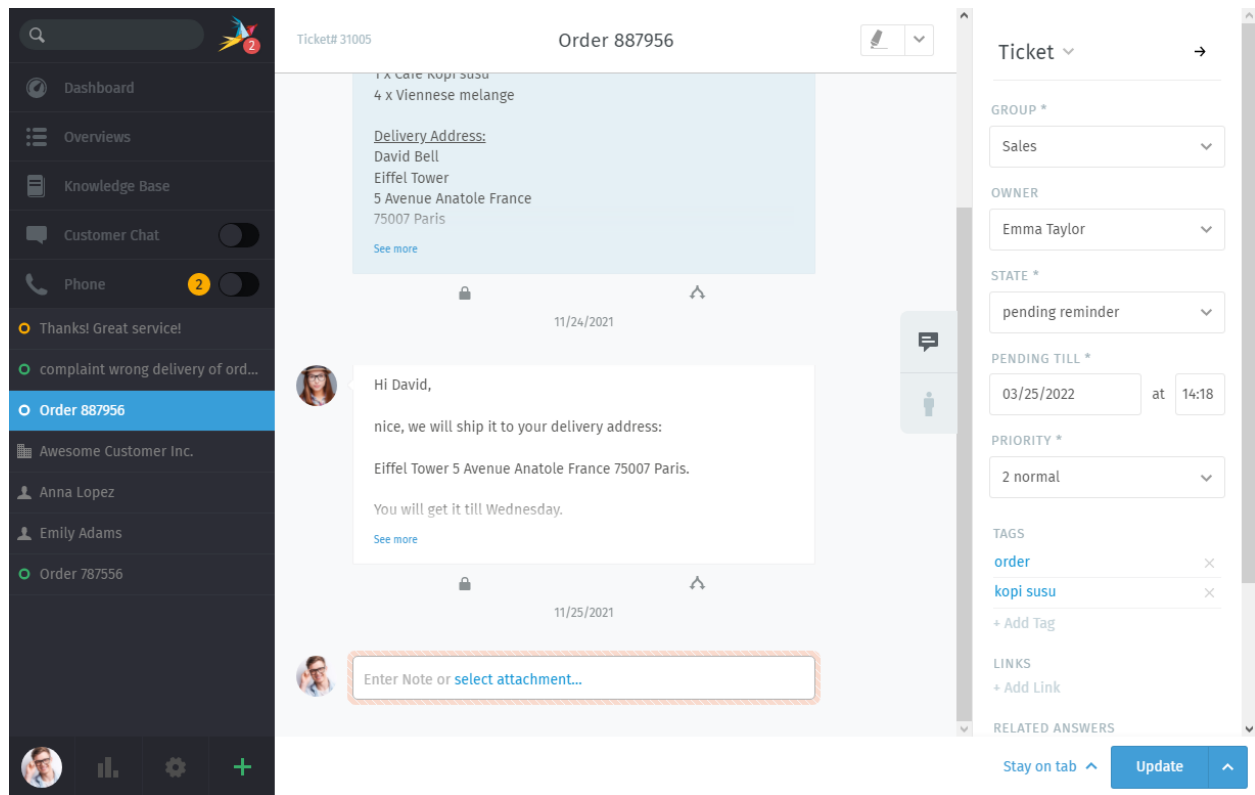 2
Dashboard
Overviews
Knowledge Base
Customer Chat
Phone 2
Thanks! Great service!
complaint wrong delivery of ord...
Order 887956
Awesome Customer Inc.
Anna Lopez
Emily Adams
Order 787556
Ticket# 31005
Order 887956
1 x Café Kopi susu
4 x Viennese melange
Delivery Address:
David Bell
Eiffel Tower
5 Avenue Anatole France
75007 Paris
See more
11/24/2021
Hi David,
nice, we will ship it to your delivery address:
Eiffel Tower 5 Avenue Anatole France 75007 Paris.
You will get it till Wednesday.
See more
11/25/2021
Enter Note or select attachment...
Ticket
GROUP *
Sales
OWNER
Emma Taylor
STATE *
pending reminder
PENDING TILL *
03/25/2022 at 14:18
PRIORITY *
2 normal
TAGS
order
kopi susu
+ Add Tag
LINKS
+ Add Link
RELATED ANSWERS
Stay on tab
Update